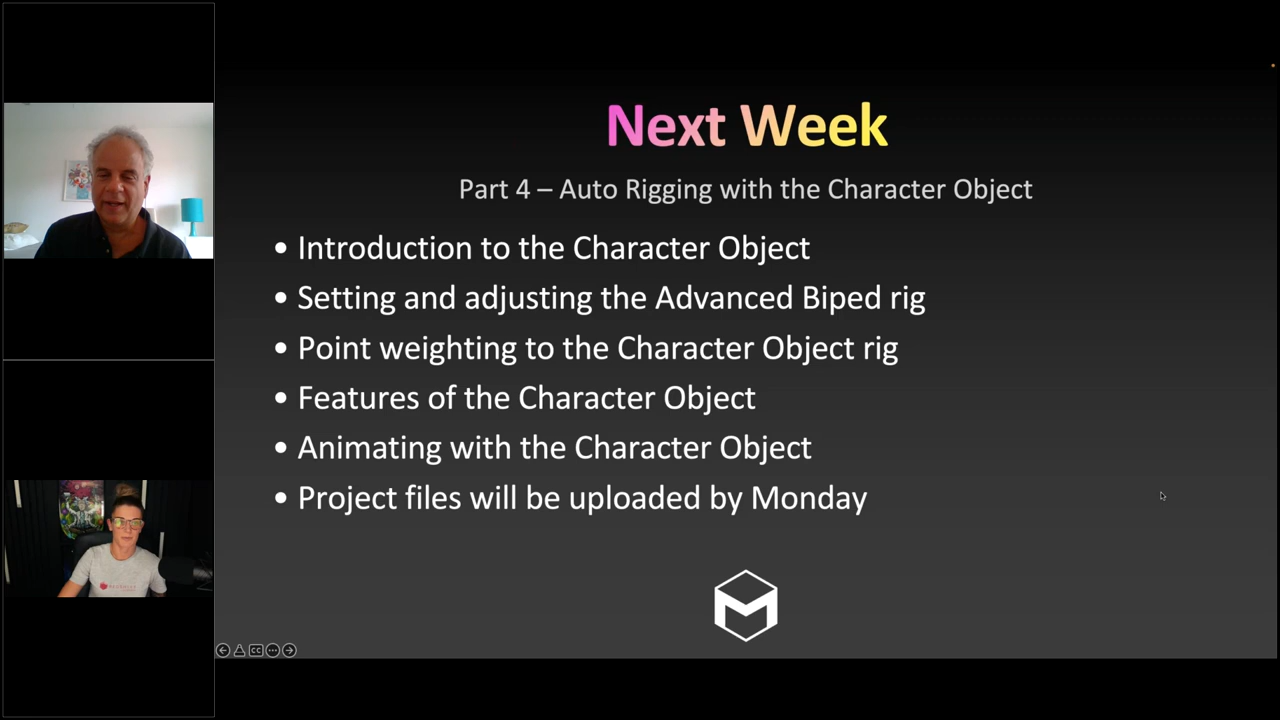 Next Week
Part 4 – Auto Rigging with the Character Object
• Introduction to the Character Object
• Setting and adjusting the Advanced Biped rig
• Point weighting to the Character Object rig
• Features of the Character Object
• Animating with the Character Object
• Project files will be uploaded by Monday
CC